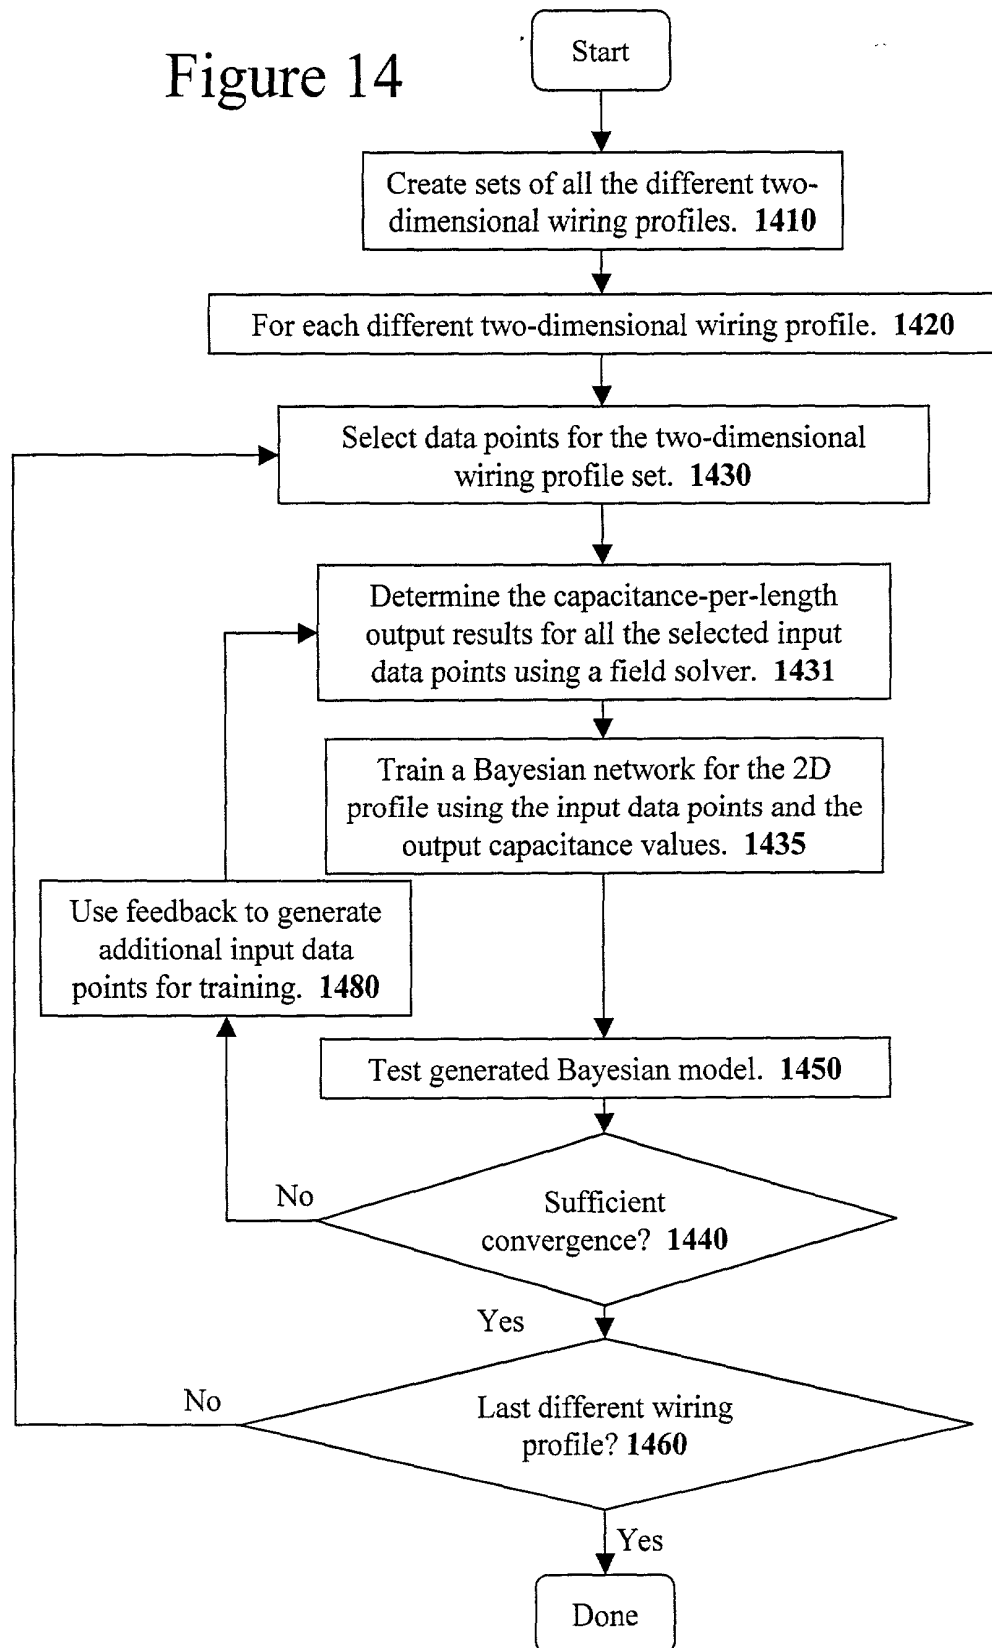 Figure 14
Start
Create sets of all the different two-
dimensional wiring profiles. 1410
For each different two-dimensional wiring profile. 1420
Select data points for the two-dimensional
wiring profile set. 1430
Determine the capacitance-per-length
output results for all the selected input
data points using a field solver. 1431
Train a Bayesian network for the 2D
profile using the input data points and the
output capacitance values. 1435
Use feedback to generate
additional input data
points for training. 1480
Test generated Bayesian model. 1450
No
Sufficient
convergence? 1440
Yes
No
Last different wiring
profile? 1460
Yes
Done